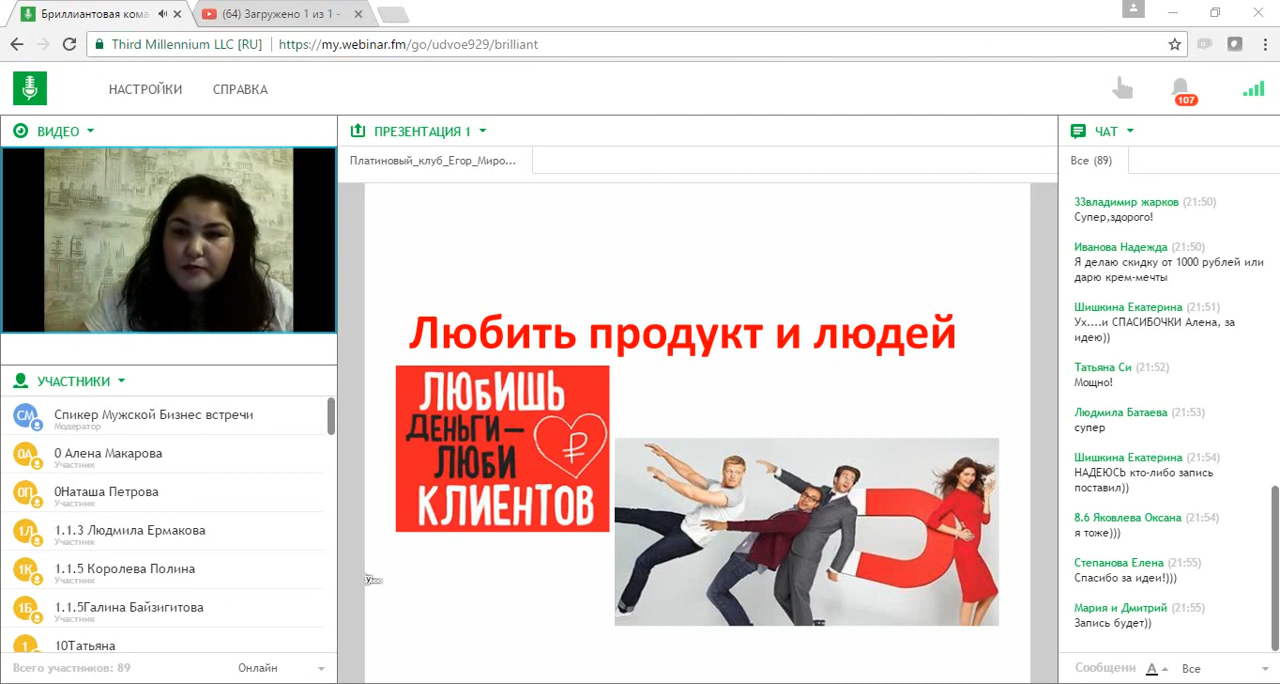 Бриллиантовая кома
(64) Загружено 1 из 1 -
Third Millennium LLC [RU]
https://my.webinar.fm/go/udvoe929/brilliant
НАСТРОЙКИ
СПРАВКА
107
ВИДЕО
ПРЕЗЕНТАЦИЯ 1
ЧАТ
Платиновый_клуб_Егор_Миро...
Все (89)
УЧАСТНИКИ
СМ
Спикер Мужской Бизнес встречи
Модератор
0А
0 Алена Макарова
Участник
0П
0Наташа Петрова
Участник
1Л
1.1.3 Людмила Ермакова
Участник
1К
1.1.5 Королева Полина
Участник
1Б
1.1.5Галина Байзигитова
Участник
1
10Татьяна
Всего участников: 89
Онлайн
Любить продукт и людей
ЛЮБИШЬ
ДЕНЬГИ –
₽
ЛЮБИ
КЛИЕНТОВ
33владимир жарков (21:50)
Супер,здорого!
Иванова Надежда (21:50)
Я делаю скидку от 1000 рублей или
дарю крем-мечты
Шишкина Екатерина (21:51)
Ух....и СПАСИБОЧКИ Алена, за
идею))
Татьяна Си (21:52)
Мощно!
Людмила Батаева (21:53)
супер
Шишкина Екатерина (21:54)
НАДЕЮСЬ кто-либо запись
поставил))
8.6 Яковлева Оксана (21:54)
я тоже)))
Степанова Елена (21:55)
Спасибо за идеи!)))
Мария и Дмитрий (21:55)
Запись будет))
Сообщени
А
Все